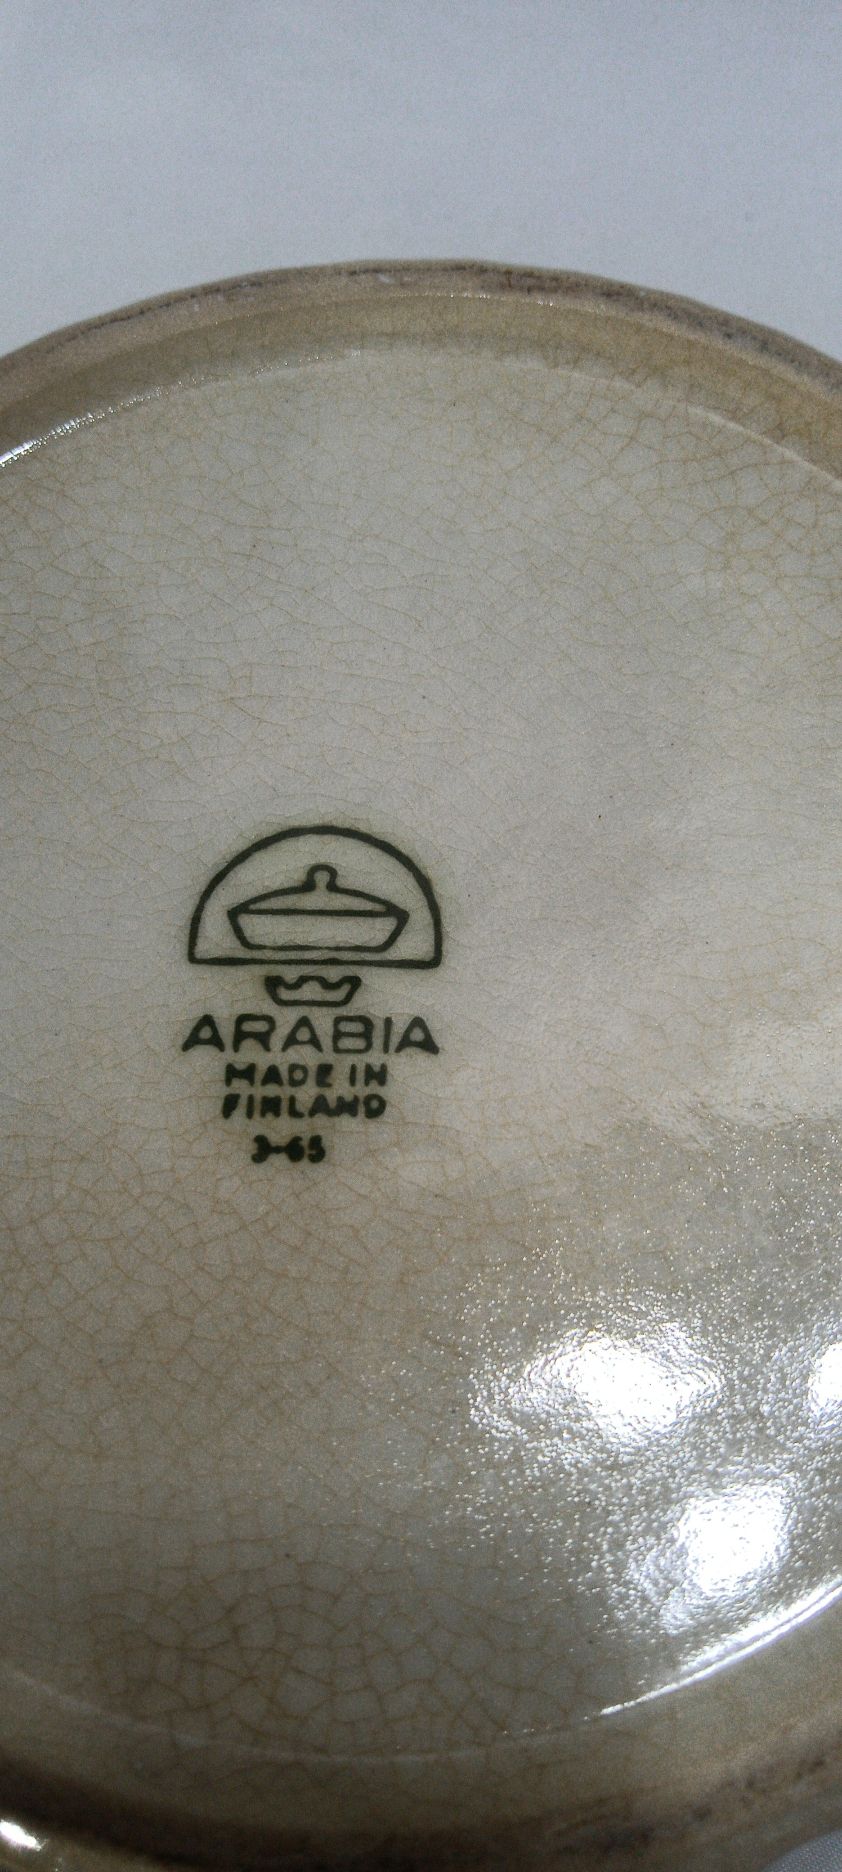 ARABIA
MADE IN
FINLAND
3-65